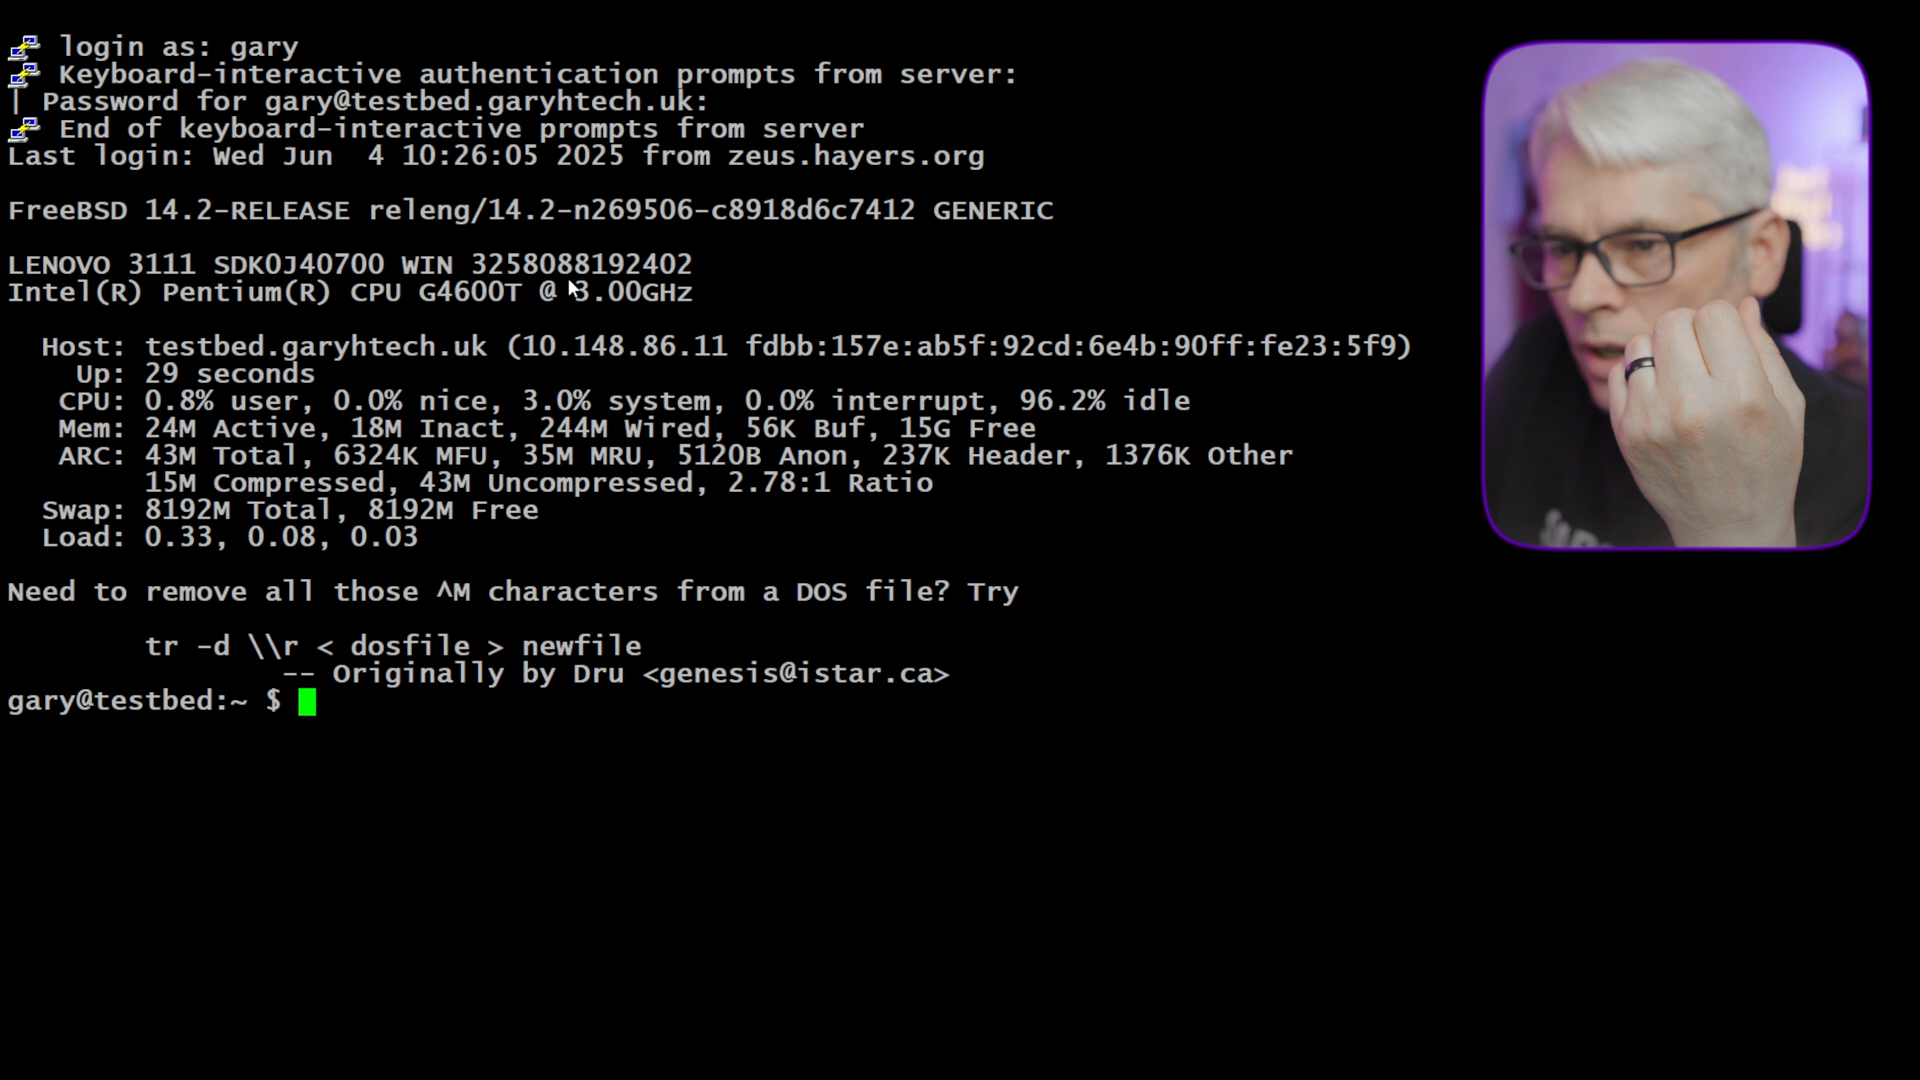 login as: gary
Keyboard-interactive authentication prompts from server:
| Password for gary@testbed.garyhtech.uk:
End of keyboard-interactive prompts from server
Last login: Wed Jun  4 10:26:05 2025 from zeus.hayers.org
FreeBSD 14.2-RELEASE releng/14.2-n269506-c8918d6c7412 GENERIC
LENOVO 3111 SDK0J40700 WIN 3258088192402
Intel(R) Pentium(R) CPU G4600T @ 3.00GHz
Host: testbed.garyhtech.uk (10.148.86.11 fdbb:157e:ab5f:92cd:6e4b:90ff:fe23:5f9)
Up: 29 seconds
CPU: 0.8% user, 0.0% nice, 3.0% system, 0.0% interrupt, 96.2% idle
Mem: 24M Active, 18M Inact, 244M Wired, 56K Buf, 15G Free
ARC: 43M Total, 6324K MFU, 35M MRU, 5120B Anon, 237K Header, 1376K Other
15M Compressed, 43M Uncompressed, 2.78:1 Ratio
Swap: 8192M Total, 8192M Free
Load: 0.33, 0.08, 0.03
Need to remove all those ^M characters from a DOS file? Try
tr -d \\r < dosfile > newfile
-- Originally by Dru <genesis@istar.ca>
gary@testbed:~ $